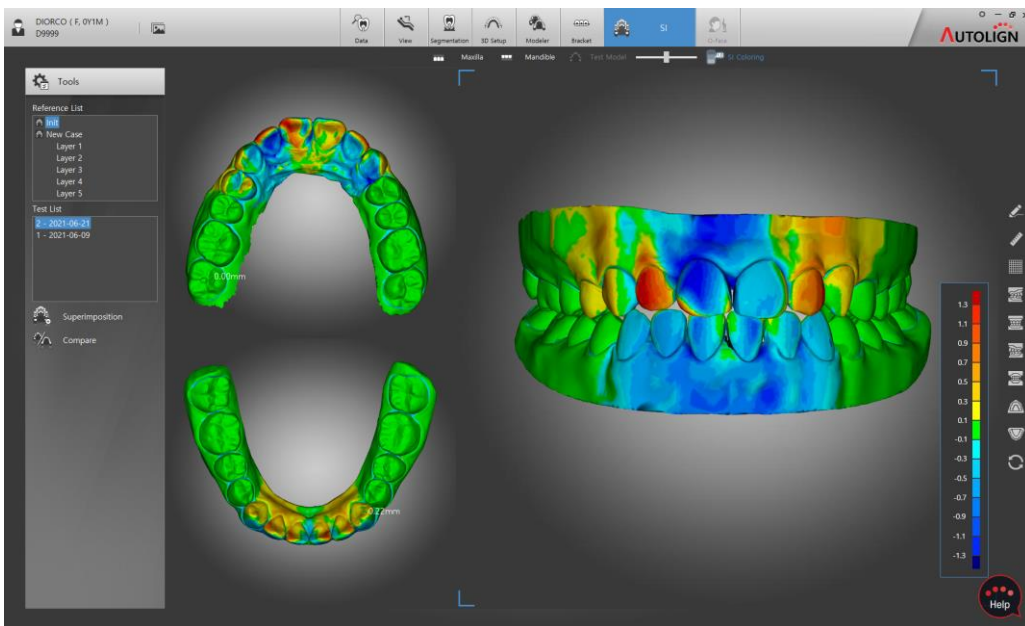 DIORCO ( F, 0Y1M )
D9999
Data
View
Segmentation
3D Setup
Modeler
Bracket
SI
O-Face
AUTOLIGN
Maxilla
Mandible
Test Model
SI Coloring
Tools
Reference List
Init
New Case
Layer 1
Layer 2
Layer 3
Layer 4
Layer 5
Test List
2 - 2021-06-21
1 - 2021-06-09
Superimposition
Compare
0.00mm
0.22mm
1.3
1.1
0.9
0.7
0.5
0.3
0.1
-0.1
-0.3
-0.5
-0.7
-0.9
-1.1
-1.3
Help